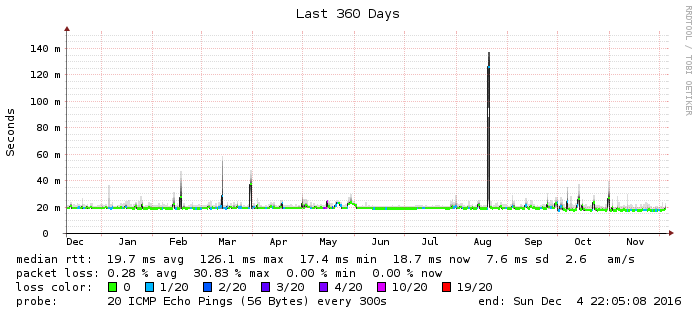 Last 360 Days
RRDTOOL / TOBI OETIKER
Seconds
140 m
120 m
100 m
80 m
60 m
40 m
20 m
0
Dec Jan Feb Mar Apr May Jun Jul Aug Sep Oct Nov
median rtt: 19.7 ms avg 126.1 ms max 17.4 ms min 18.7 ms now 7.6 ms sd 2.6 am/s
packet loss: 0.28 % avg 30.83 % max 0.00 % min 0.00 % now
loss color: 0 1/20 2/20 3/20 4/20 10/20 19/20
probe: 20 ICMP Echo Pings (56 Bytes) every 300s end: Sun Dec 4 22:05:08 2016